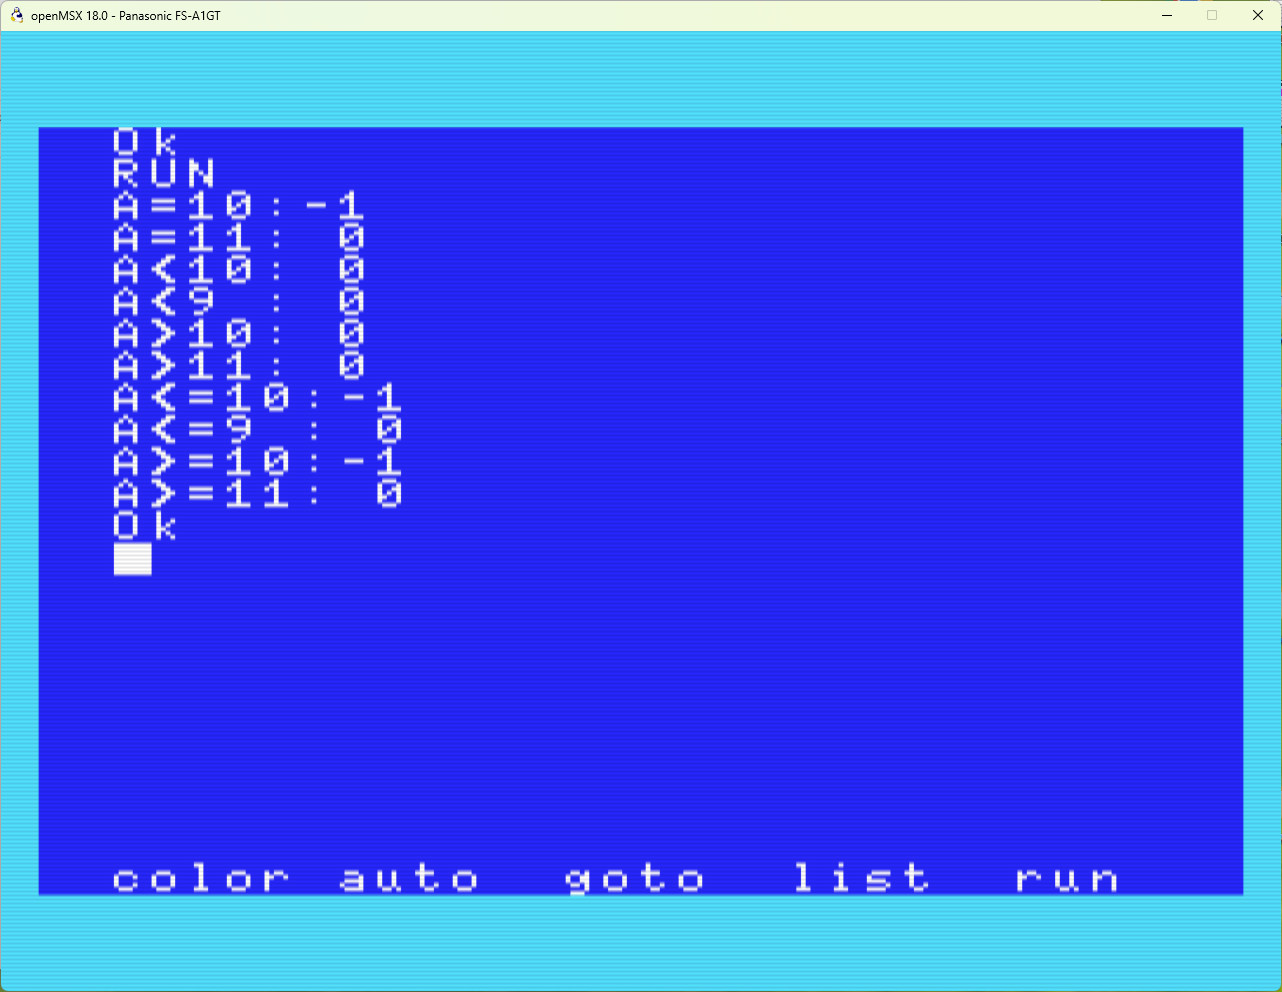 openMSX 18.0 - Panasonic FS-A1GT
Ok
RUN
A=10:-1
A=11: 0
A<10: 0
A<9 : 0
A>10: 0
A>11: 0
A<=10:-1
A<=9 : 0
A>=10:-1
A>=11: 0
Ok
color auto  goto  list  run